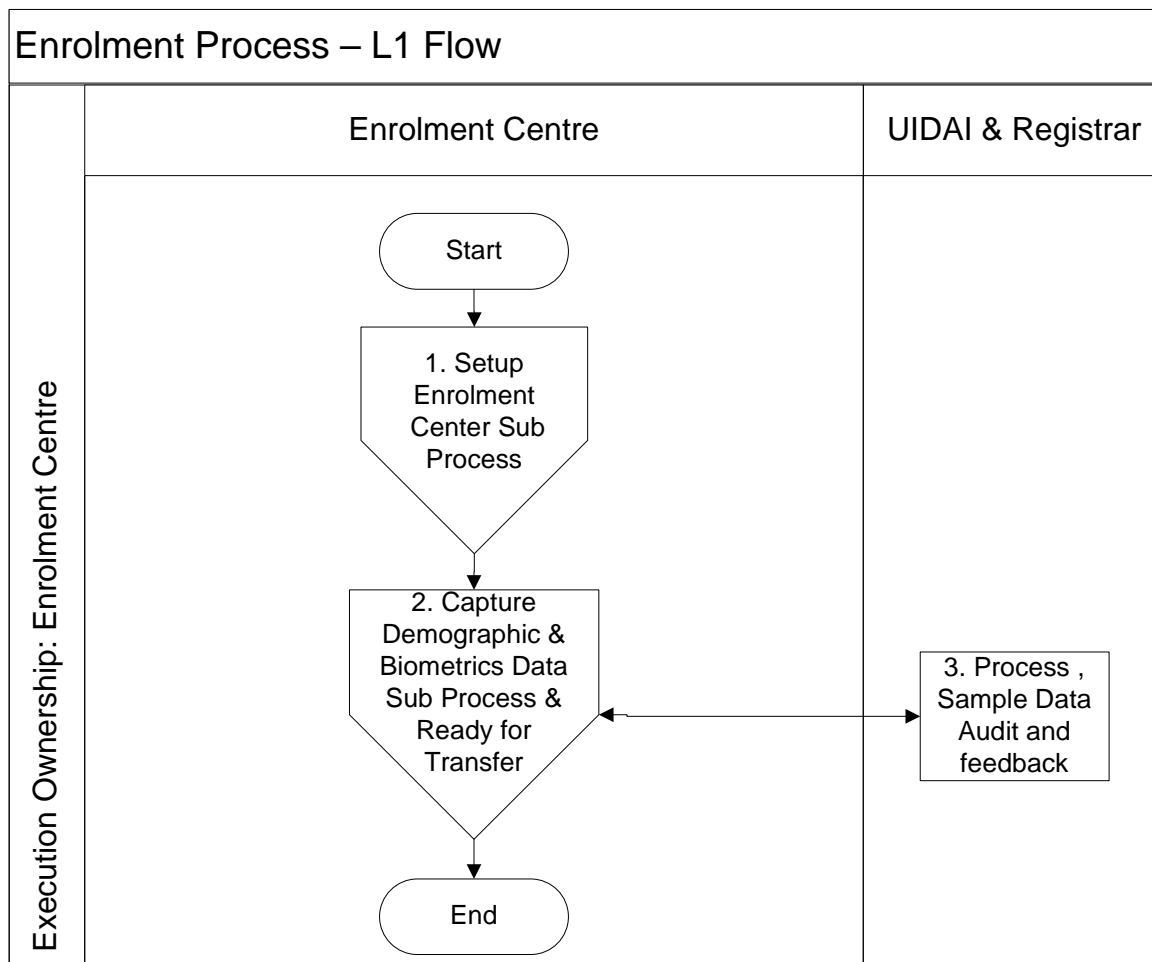 Enrolment Process – L1 Flow
Enrolment Centre
UIDAI & Registrar
Execution Ownership: Enrolment Centre
Start
1. Setup
Enrolment
Center Sub
Process
2. Capture
Demographic &
Biometrics Data
Sub Process &
Ready for
Transfer
3. Process ,
Sample Data
Audit and
feedback
End